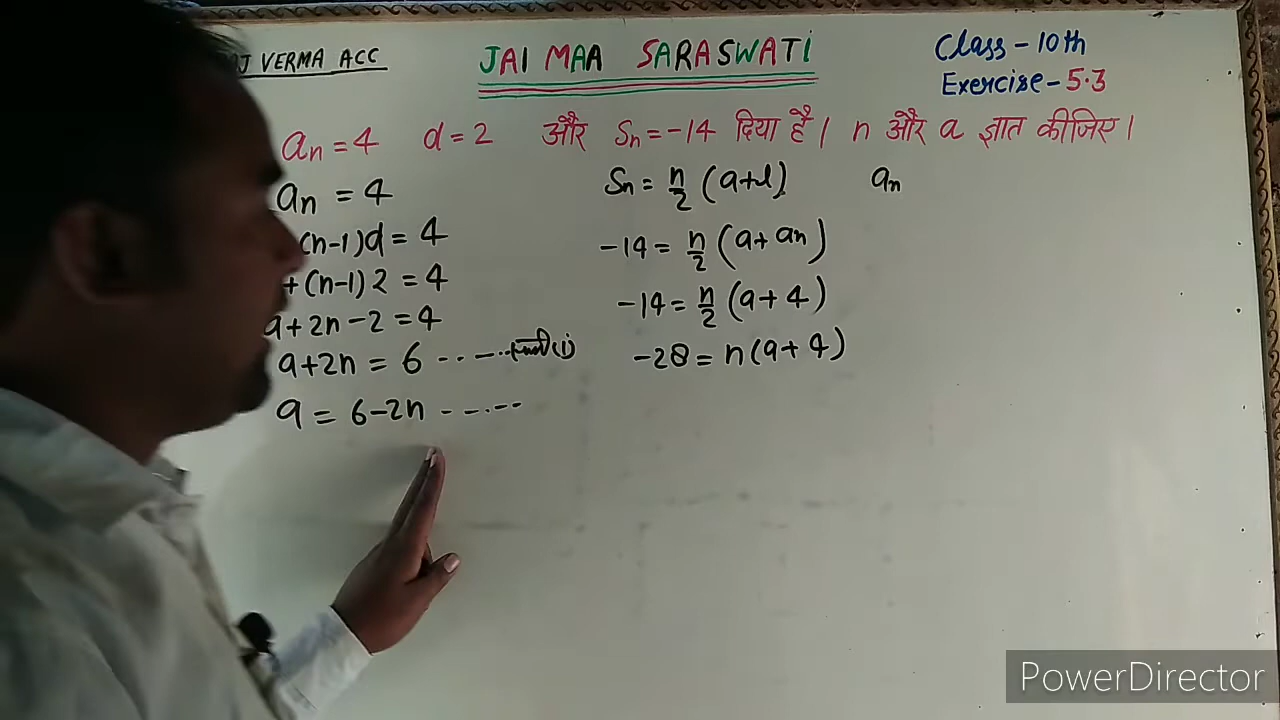 VERMA ACC
JAI MAA SARASWATI
Class - 10th
Exercise - 5.3
an = 4 d = 2 और Sn = -14 दिया है। n और a ज्ञात कीजिए।
an = 4
(n-1)d = 4
+(n-1)2 = 4
a+2n-2 = 4
a+2n = 6 ------- (i)
a = 6-2n ------
Sn = n/2 (a+l)
-14 = n/2 (a+an)
-14 = n/2 (a+4)
-28 = n(a+4)
an
PowerDirector